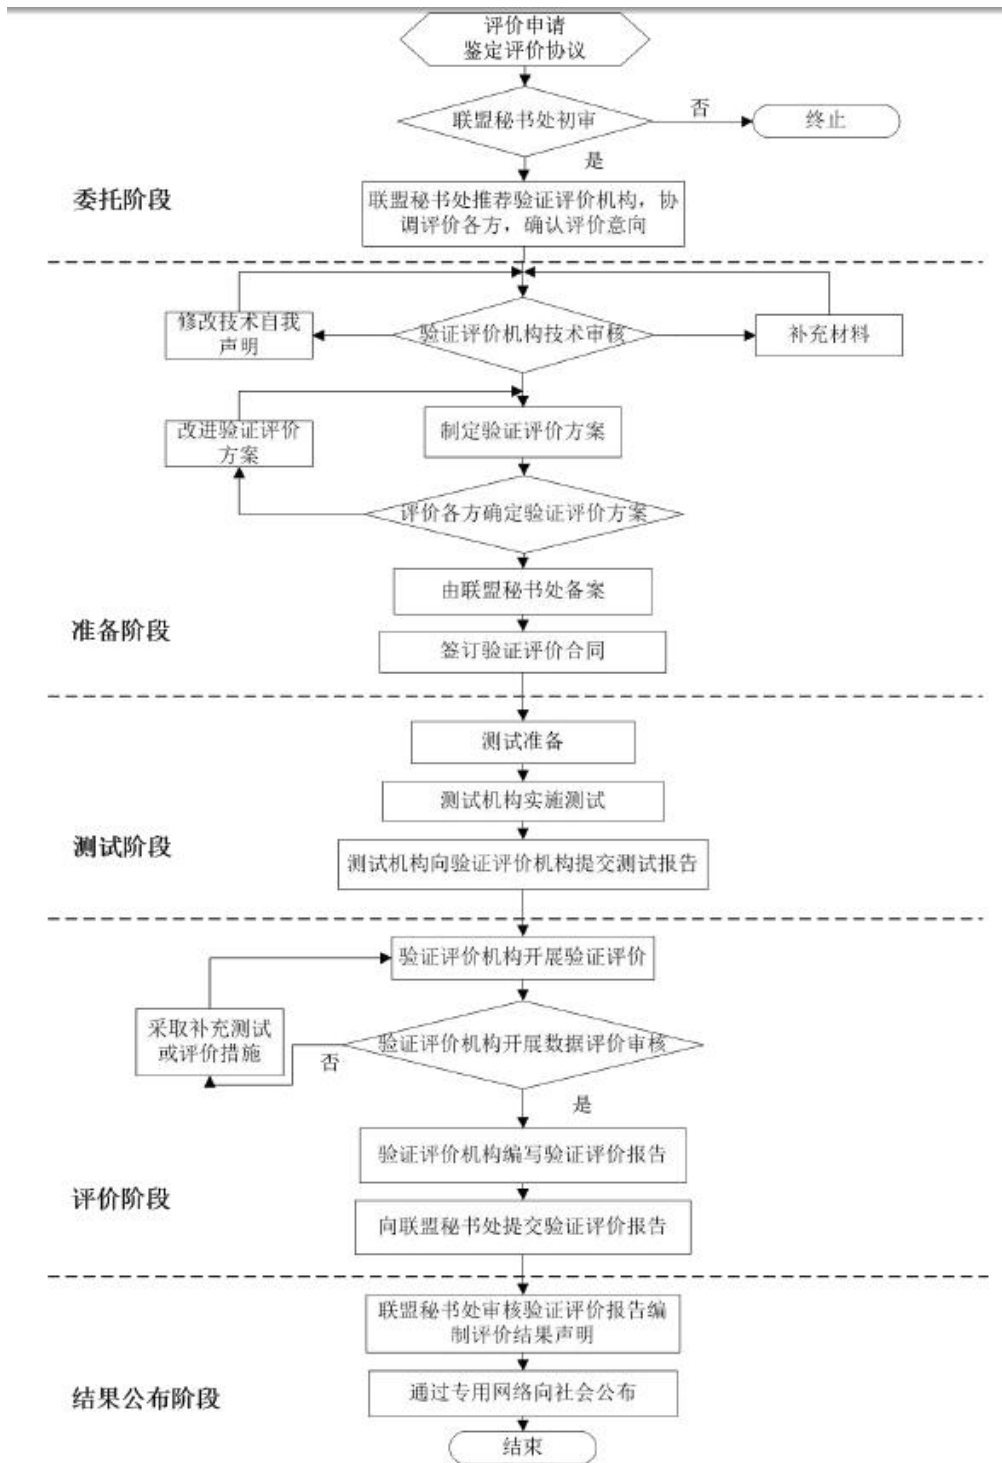 评价申请
鉴定评价协议
联盟秘书处初审
否
终止
是
委托阶段
联盟秘书处推荐验证评价机构，协
调评价各方，确认评价意向
修改技术自我
声明
验证评价机构技术审核
补充材料
改进验证评价
方案
制定验证评价方案
评价各方确定验证评价方案
由联盟秘书处备案
准备阶段
签订验证评价合同
测试准备
测试机构实施测试
测试阶段
测试机构向验证评价机构提交测试报告
验证评价机构开展验证评价
采取补充测试
或评价措施
否
验证评价机构开展数据评价审核
是
验证评价机构编写验证评价报告
评价阶段
向联盟秘书处提交验证评价报告
联盟秘书处审核验证评价报告编
制评价结果声明
结果公布阶段
通过专用网络向社会公布
结束